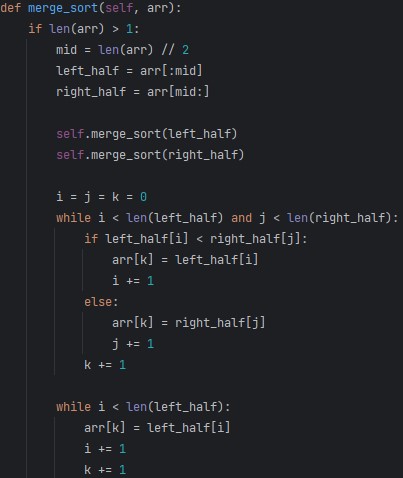 def merge_sort(self, arr):
    if len(arr) > 1:
        mid = len(arr) // 2
        left_half = arr[:mid]
        right_half = arr[mid:]

        self.merge_sort(left_half)
        self.merge_sort(right_half)

        i = j = k = 0
        while i < len(left_half) and j < len(right_half):
            if left_half[i] < right_half[j]:
                arr[k] = left_half[i]
                i += 1
            else:
                arr[k] = right_half[j]
                j += 1
            k += 1

        while i < len(left_half):
            arr[k] = left_half[i]
            i += 1
            k += 1